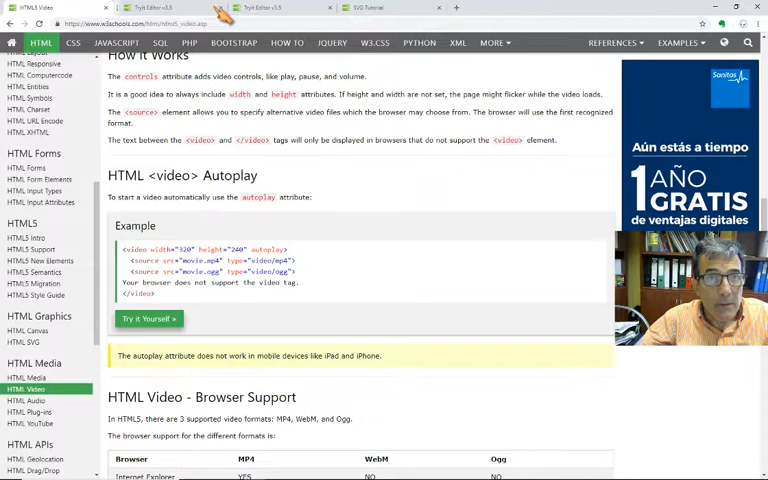 HTML5 Video
Tryit Editor v3.5
Tryit Editor v3.5
SVG Tutorial
https://www.w3schools.com/html/html5_video.asp
HTML CSS JAVASCRIPT SQL PHP BOOTSTRAP HOW TO JQUERY W3.CSS PYTHON XML MORE REFERENCES EXAMPLES
HTML Responsive
HTML Computercode
HTML Entities
HTML Symbols
HTML Charset
HTML URL Encode
HTML XHTML
HTML Forms
HTML Forms
HTML Form Elements
HTML Input Types
HTML Input Attributes
HTML5
HTML5 Intro
HTML5 Support
HTML5 New Elements
HTML5 Semantics
HTML5 Migration
HTML5 Style Guide
HTML Graphics
HTML Canvas
HTML SVG
HTML Media
HTML Media
HTML Video
HTML Audio
HTML Plug-ins
HTML YouTube
HTML APIs
HTML Geolocation
HTML Drag/Drop
How it Works
The controls attribute adds video controls, like play, pause, and volume.
It is a good idea to always include width and height attributes. If height and width are not set, the page might flicker while the video loads.
The <source> element allows you to specify alternative video files which the browser may choose from. The browser will use the first recognized
format.
The text between the <video> and </video> tags will only be displayed in browsers that do not support the <video> element.
HTML <video> Autoplay
To start a video automatically use the autoplay attribute:
Example
<video width="320" height="240" autoplay>
<source src="movie.mp4" type="video/mp4">
<source src="movie.ogg" type="video/ogg">
Your browser does not support the video tag.
</video>
Try it Yourself »
The autoplay attribute does not work in mobile devices like iPad and iPhone.
HTML Video - Browser Support
In HTML5, there are 3 supported video formats: MP4, WebM, and Ogg.
The browser support for the different formats is:
Browser MP4 WebM Ogg
Internet Explorer YES NO NO
Sanitas
Aún estás a tiempo
1 AÑO
GRATIS
de ventajas digitales